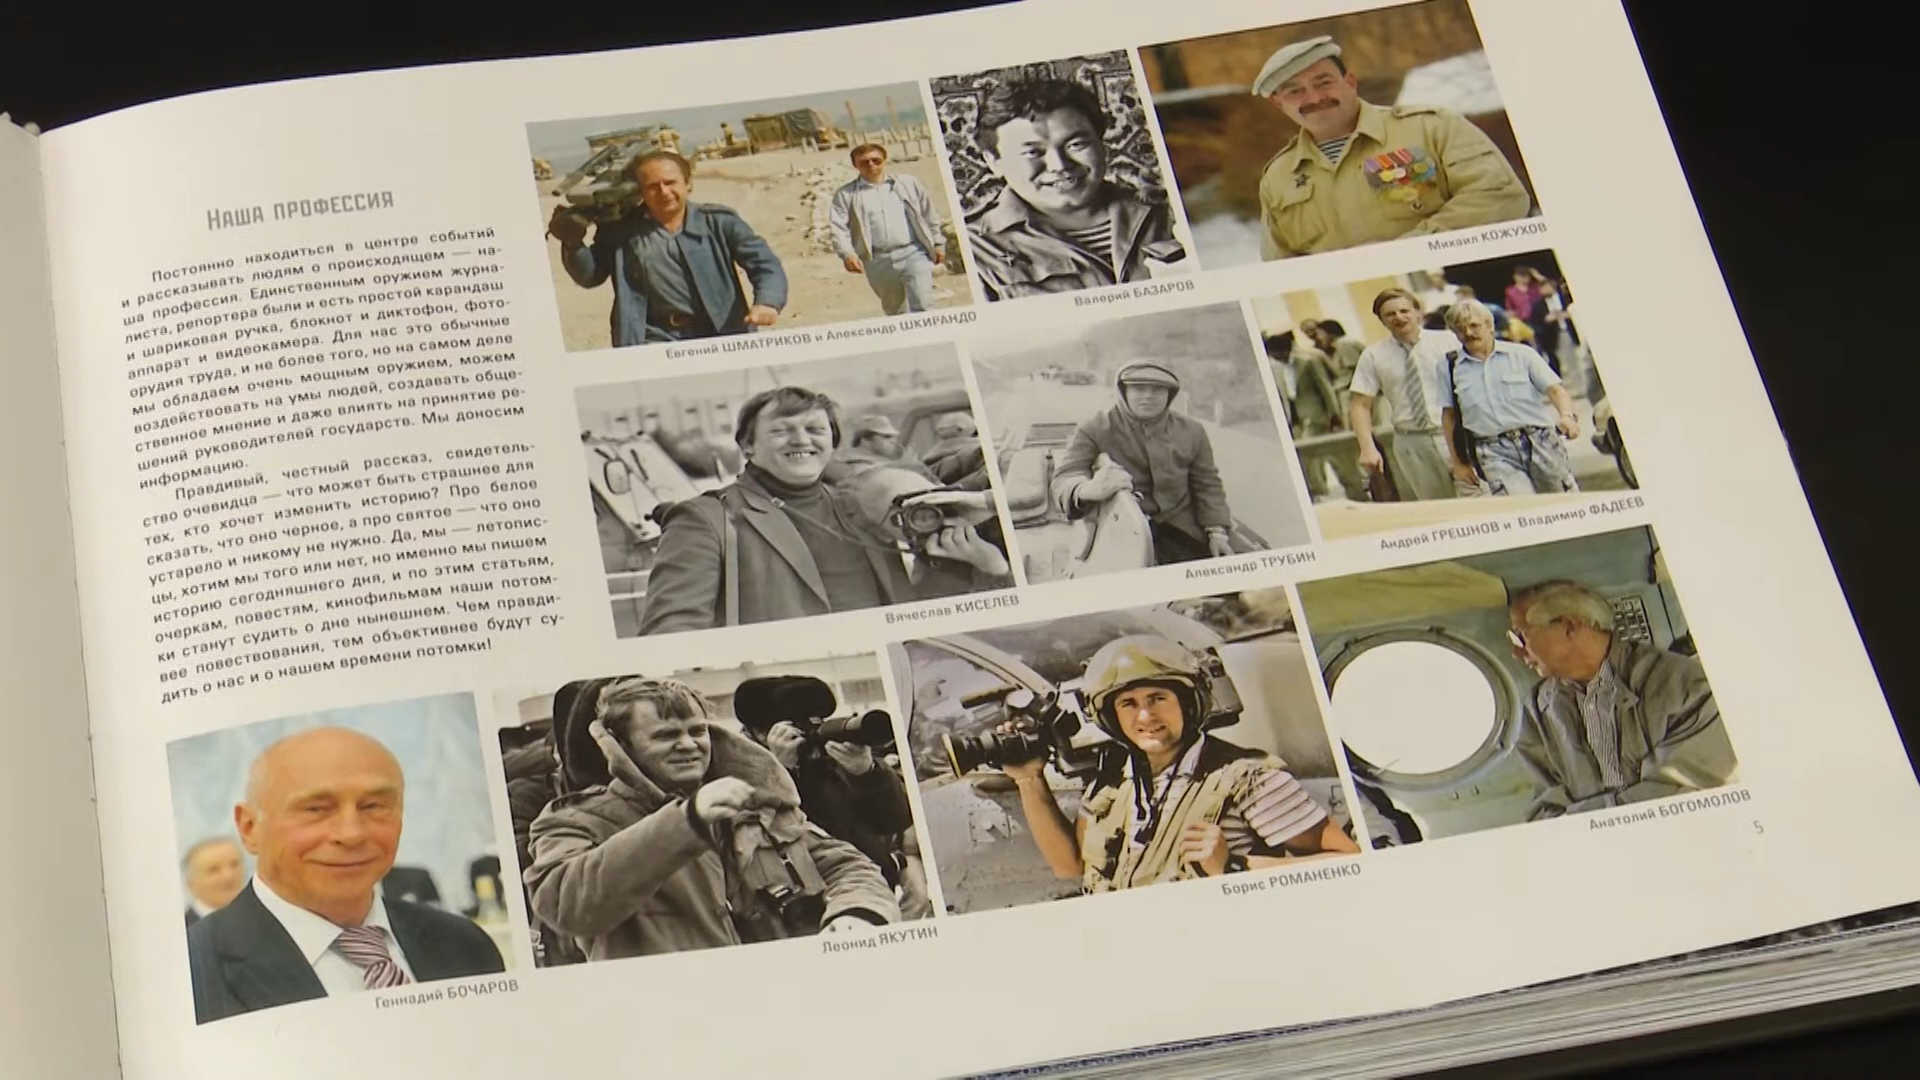 НАША ПРОФЕССИЯ
Постоянно находиться в центре событий
и рассказывать людям о происходящем — на-
ша профессия. Единственным оружием журна-
листа, репортера были и есть простой карандаш
и шариковая ручка, блокнот и диктофон, фото-
аппарат и видеокамера. Для нас это обычные
орудия труда, и не более того, но на самом деле
мы обладаем очень мощным оружием, можем
воздействовать на умы людей, создавать обще-
ственное мнение и даже влиять на принятие ре-
шений руководителей государств. Мы доносим
информацию.
Правдивый, честный рассказ, свидетель-
ство очевидца — что может быть страшнее для
тех, кто хочет изменить историю? Про белое
сказать, что оно черное, а про святое — что оно
устарело и никому не нужно. Да, мы — летопис-
цы, хотим мы того или нет, но именно мы пишем
историю сегодняшнего дня, и по этим статьям,
очеркам, повестям, кинофильмам наши потом-
ки станут судить о дне нынешнем. Чем правди-
вее повествования, тем объективнее будут су-
дить о нас и о нашем времени потомки!
Евгений ШМАТРИКОВ и Александр ШКИРАНДО
Валерий БАЗАРОВ
Михаил КОЖУХОВ
Вячеслав КИСЕЛЕВ
Александр ТРУБИН
Андрей ГРЕШНОВ и Владимир ФАДЕЕВ
Геннадий БОЧАРОВ
Леонид ЯКУТИН
Борис РОМАНЕНКО
Анатолий БОГОМОЛОВ
5